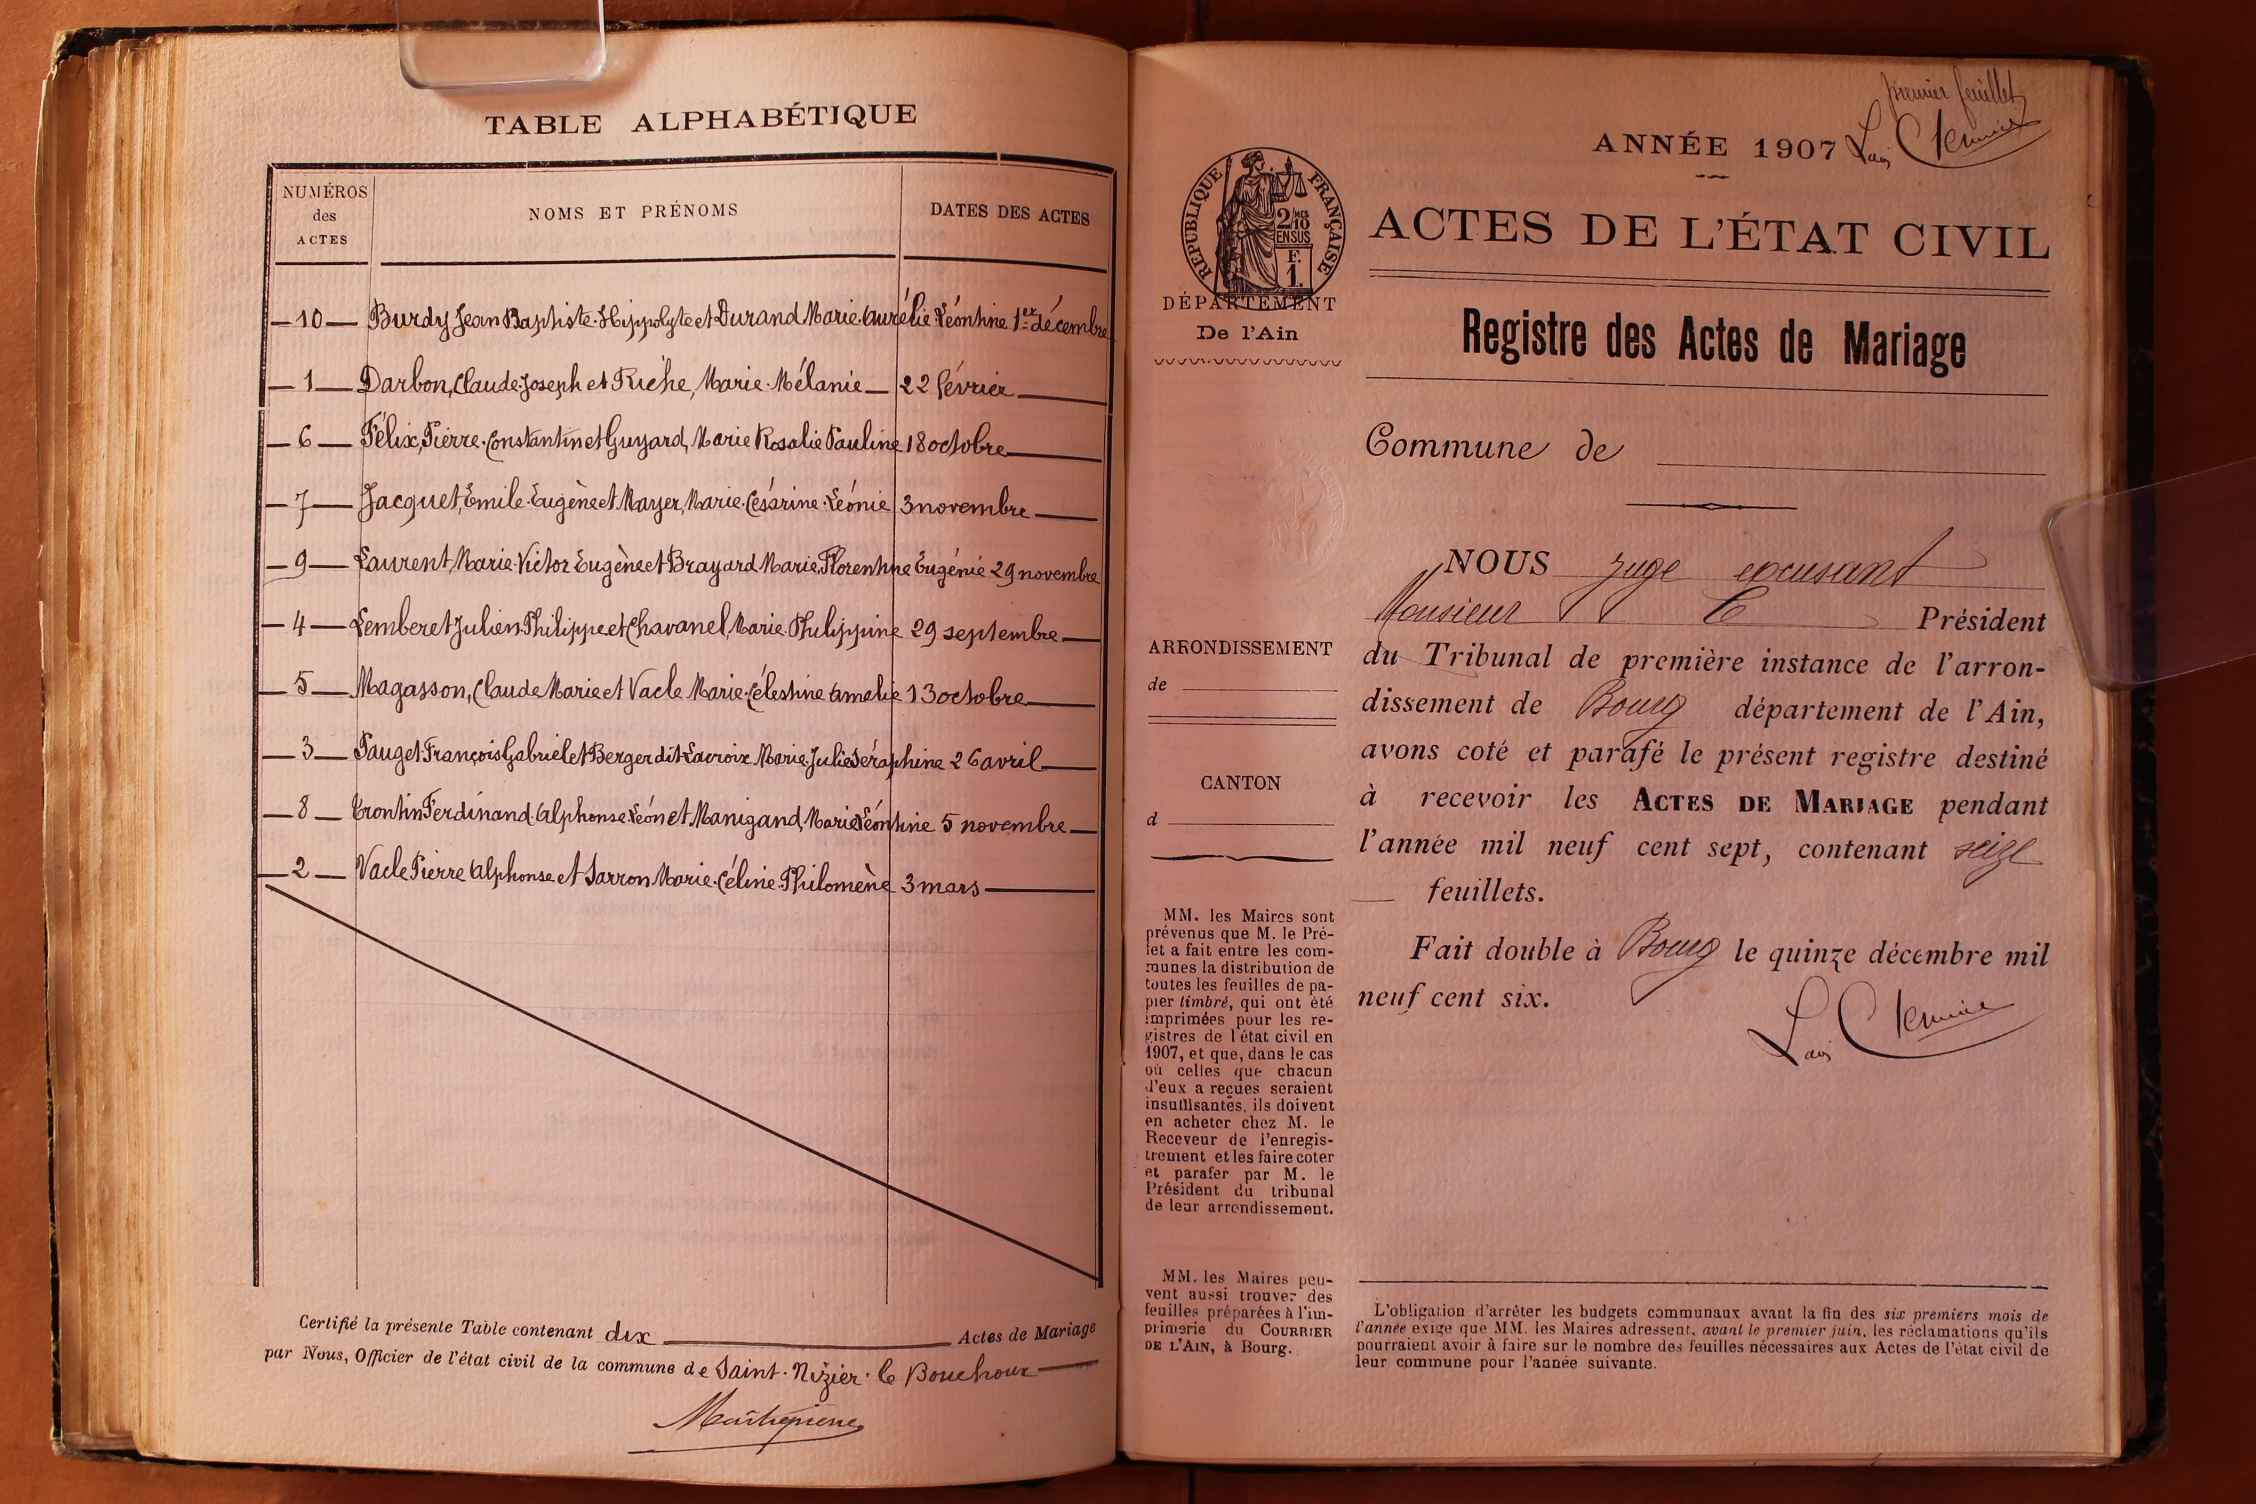 TABLE ALPHABÉTIQUE
NUMÉROS
des
ACTES
NOMS ET PRÉNOMS
DATES DES ACTES
10 Burdy Jean Baptiste Hippolyte et Durand Marie Aurélie Léontine 1er décembre
1 Darbon, Claude Joseph et Riche, Marie Mélanie 22 février
6 Félix, Pierre Constantin et Guyard, Marie Rosalie Pauline 18 octobre
7 Jacquet, Emile Eugène et Mayer, Marie Césarine Léonie 3 novembre
9 Laurent, Marie Victor Eugène et Brayard Marie Florentine Eugénie 29 novembre
4 Lemberet Julien Philippe et Chavanel, Marie Philippine 29 septembre
5 Magasson, Claude Marie et Vacle Marie Célestine Amélie 13 octobre
3 Pauget François Gabriel et Berger dit Lacroix Marie Julie Séraphine 26 avril
8 Trontin Ferdinand Alphonse Léon et Manigand, Marie Léontine 5 novembre
2 Vacle Pierre Alphonse et Sarron Marie Céline Philomène 3 mars
Certifié la présente Table contenant dix Actes de Mariage
par Nous, Officier de l'état civil de la commune de Saint-Nizier-le Bouchoux
premier feuillet
ANNÉE 1907
RÉPUBLIQUE FRANÇAISE
2/10
EN SUS
F.
1.
ACTES DE L'ÉTAT CIVIL
DÉPARTEMENT
De l'Ain
Registre des Actes de Mariage
Commune de
NOUS juge excusant
Monsieur le Président
du Tribunal de première instance de l'arron-
dissement de Bourg département de l'Ain,
avons coté et parafé le présent registre destiné
à recevoir les ACTES DE MARIAGE pendant
l'année mil neuf cent sept, contenant seize
feuillets.
Fait double à Bourg le quinze décembre mil
neuf cent six.
ARRONDISSEMENT
de
CANTON
d
MM. les Maires sont
prévenus que M. le Pré-
fet a fait entre les com-
munes la distribution de
toutes les feuilles de pa-
pier timbré, qui ont été
imprimées pour les re-
gistres de l'état civil en
1907, et que, dans le cas
où celles que chacun
d'eux a reçues seraient
insuffisantes, ils doivent
en acheter chez M. le
Receveur de l'enregis-
trement et les faire coter
et parafer par M. le
Président du tribunal
de leur arrondissement.
MM. les Maires peu-
vent aussi trouver des
feuilles préparées à l'im-
primerie du COURRIER
DE L'AIN, à Bourg.
L'obligation d'arrêter les budgets communaux avant la fin des six premiers mois de
l'année exige que MM. les Maires adressent, avant le premier juin, les réclamations qu'ils
pourraient avoir à faire sur le nombre des feuilles nécessaires aux Actes de l'état civil de
leur commune pour l'année suivante.